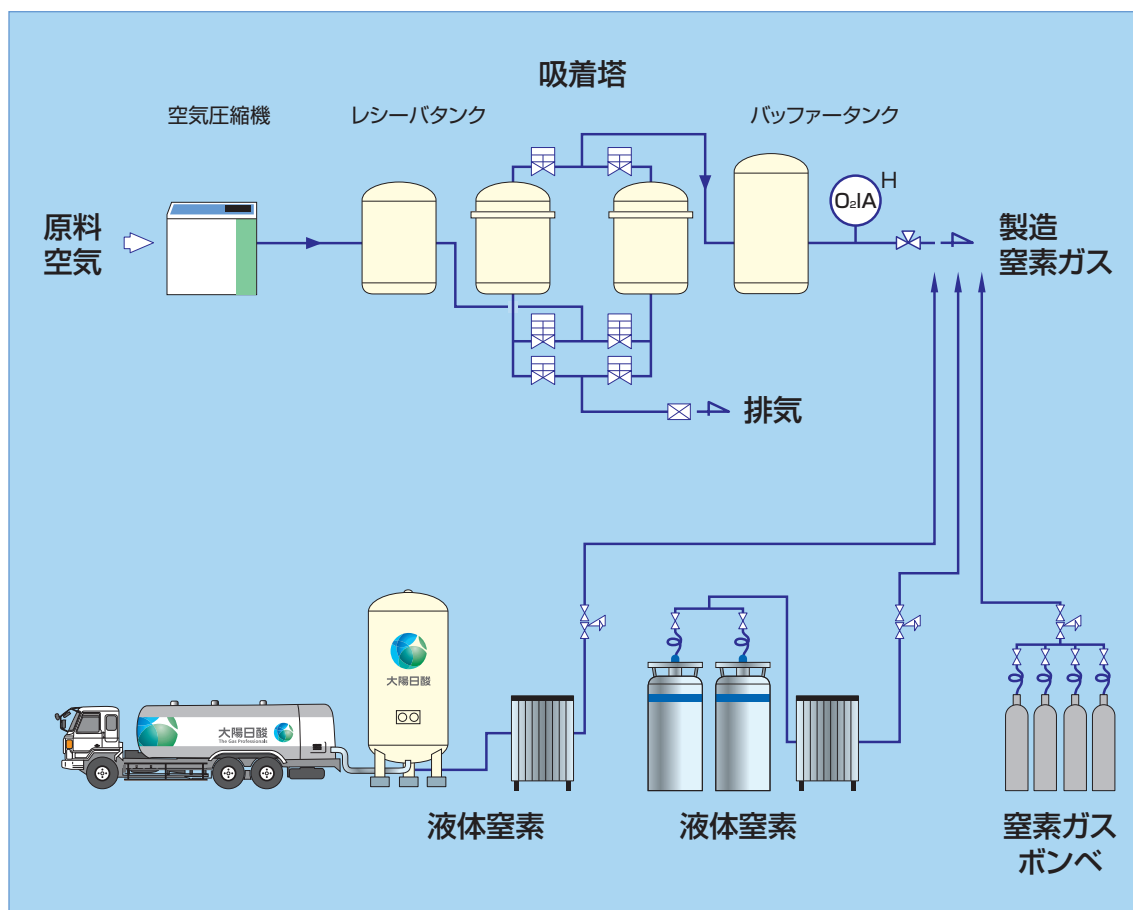 吸着塔
空気圧縮機
レシーバタンク
バッファータンク
原料
空気
O₂IA
H
製造
窒素ガス
排気
大陽日酸
大陽日酸
The Gas Professionals
液体窒素
液体窒素
窒素ガス
ボンベ